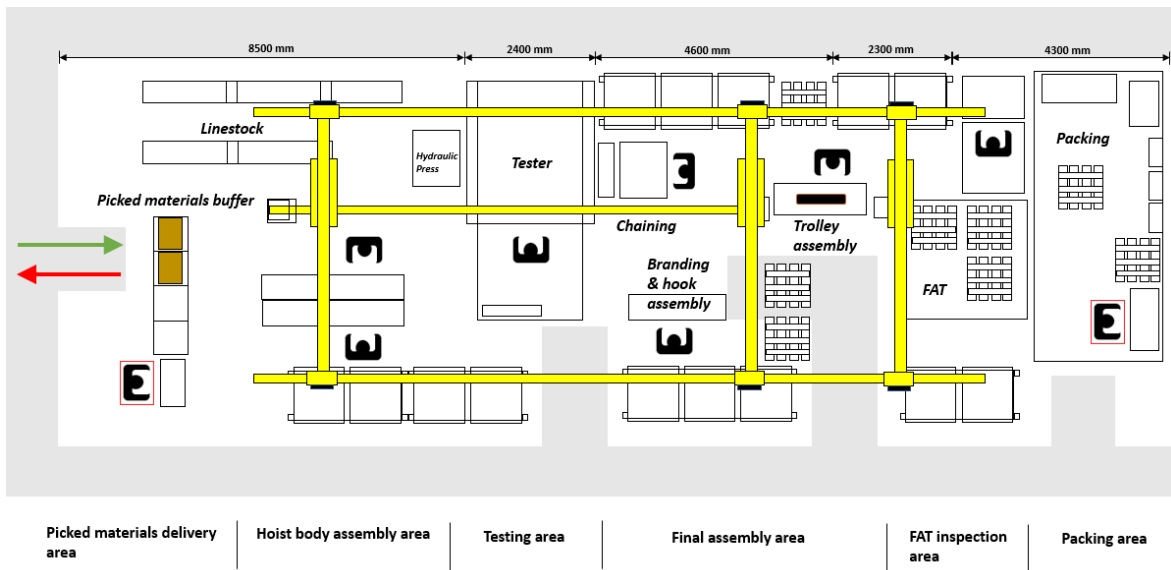 8500 mm
2400 mm
4600 mm
2300 mm
4300 mm
Linestock
Hydraulic
Press
Tester
Packing
Picked materials buffer
Chaining
Trolley
assembly
Branding
& hook
assembly
FAT
Picked materials delivery
area
Hoist body assembly area
Testing area
Final assembly area
FAT inspection
area
Packing area